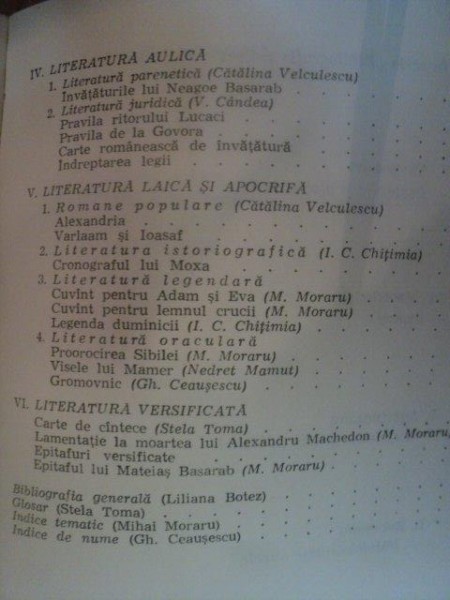 IV. LITERATURĂ AULICĂ
1. Literatură parenetică (Cătălina Velculescu)
Învățăturile lui Neagoe Basarab
2. Literatură juridică (V. Cândea)
Pravila ritorului Lucaci
Pravila de la Govora
Carte românească de învățătură
Îndreptarea legii
V. LITERATURĂ LAICĂ ȘI APOCRIFĂ
1. Romane populare (Cătălina Velculescu)
Alexandria
Varlaam și Ioasaf
2. Literatura istoriografică (I. C. Chițimia)
Cronograful lui Moxa
3. Literatură legendară
Cuvînt pentru Adam și Eva (M. Moraru)
Cuvînt pentru lemnul crucii (M. Moraru)
Legenda duminicii (I. C. Chițimia)
4. Literatură oraculară
Proorocirea Sibilei (M. Moraru)
Visele lui Mamer (Nedret Mamut)
Gromovnic (Gh. Ceaușescu)
VI. LITERATURĂ VERSIFICATĂ
Carte de cîntece (Stela Toma)
Lamentație la moartea lui Alexandru Machedon (M. Moraru)
Epitafuri versificate
Epitaful lui Mateiaș Basarab (M. Moraru)
Bibliografia generală (Liliana Botez)
Glosar (Stela Toma)
Indice tematic (Mihai Moraru)
Indice de nume (Gh. Ceaușescu)